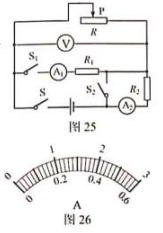 P
R
V
S₁
A₁
R₁
S₂
R₂
S
A₂
图 25
0 1 2 3
0 0.2 0.4 0.6
A
图 26